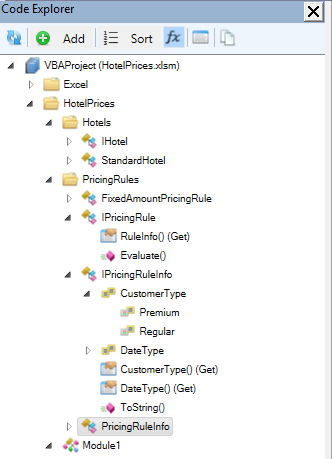 Code Explorer
Add Sort fx
VBAProject (HotelPrices.xlsm)
Excel
HotelPrices
Hotels
IHotel
StandardHotel
PricingRules
FixedAmountPricingRule
IPricingRule
RuleInfo() (Get)
Evaluate()
IPricingRuleInfo
CustomerType
Premium
Regular
DateType
CustomerType() (Get)
DateType() (Get)
ToString()
PricingRuleInfo
Module1